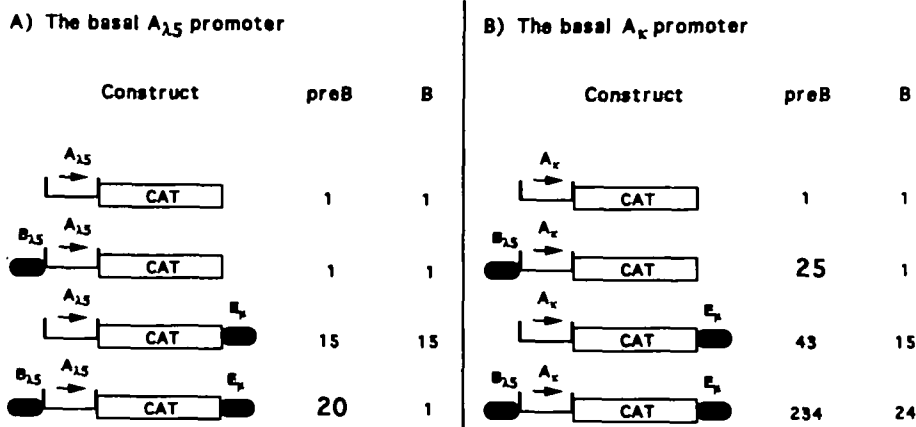 A) The basal Aλ5 promoter
Construct preB B
Aλ5
CAT 1 1
Bλ5 Aλ5
CAT 1 1
Aλ5 Eμ
CAT 15 15
Bλ5 Aλ5 Eμ
CAT 20 1
B) The basal Aκ promoter
Construct preB B
Aκ
CAT 1 1
Bλ5 Aκ
CAT 25 1
Aκ Eμ
CAT 43 15
Bλ5 Aκ Eμ
CAT 234 24